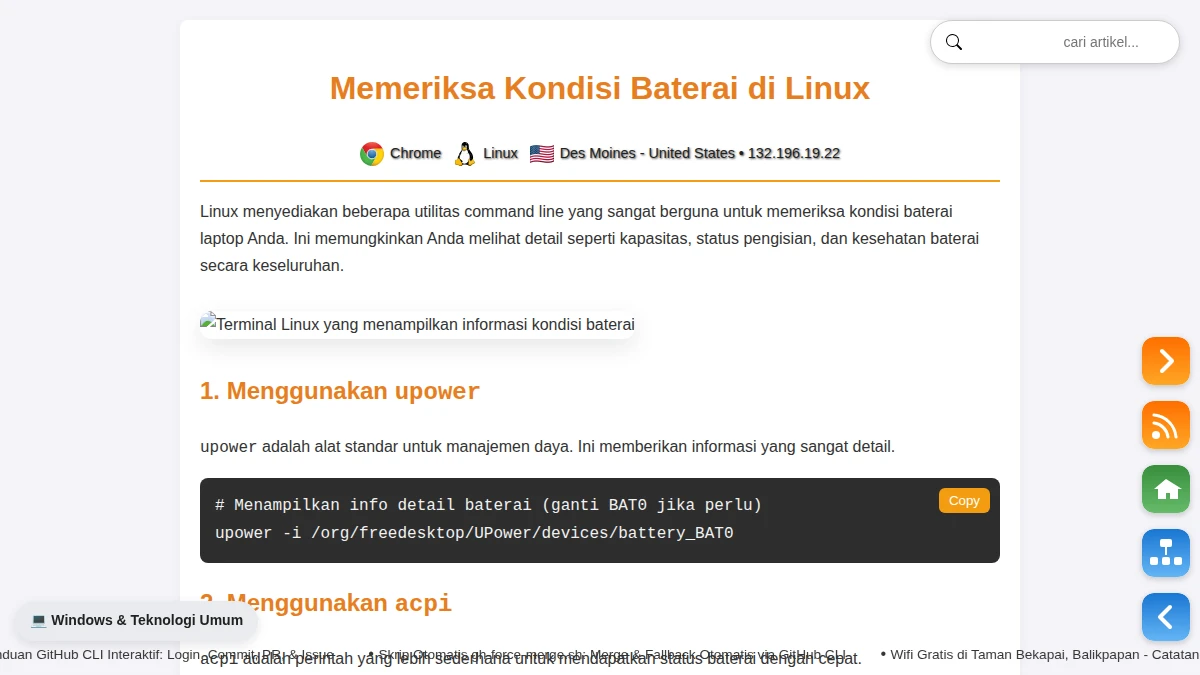 cari artikel...
Memeriksa Kondisi Baterai di Linux
Chrome Linux Des Moines - United States • 132.196.19.22
Linux menyediakan beberapa utilitas command line yang sangat berguna untuk memeriksa kondisi baterai
laptop Anda. Ini memungkinkan Anda melihat detail seperti kapasitas, status pengisian, dan kesehatan baterai
secara keseluruhan.
Terminal Linux yang menampilkan informasi kondisi baterai
1. Menggunakan upower
upower adalah alat standar untuk manajemen daya. Ini memberikan informasi yang sangat detail.
Copy
# Menampilkan info detail baterai (ganti BAT0 jika perlu)
upower -i /org/freedesktop/UPower/devices/battery_BAT0
2. Menggunakan acpi
💻 Windows & Teknologi Umum
acpi adalah perintah yang lebih sederhana untuk mendapatkan status baterai dengan cepat.
nduan GitHub CLI Interaktif: Login, Commit, PR, & Issue • Skrip Otomatis gh-force-merge.sh: Merge & Fallback Otomatis via GitHub CLI • Wifi Gratis di Taman Bekapai, Balikpapan - Catatan